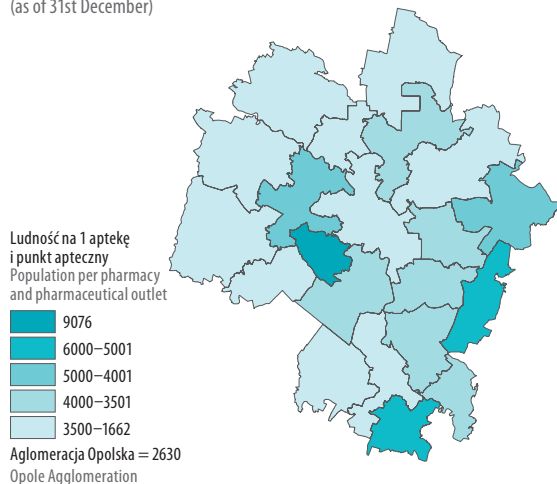 (as of 31st December)
Ludność na 1 aptekę
i punkt apteczny
Population per pharmacy
and pharmaceutical outlet
9076
6000−5001
5000−4001
4000−3501
3500−1662
Aglomeracja Opolska = 2630
Opole Agglomeration